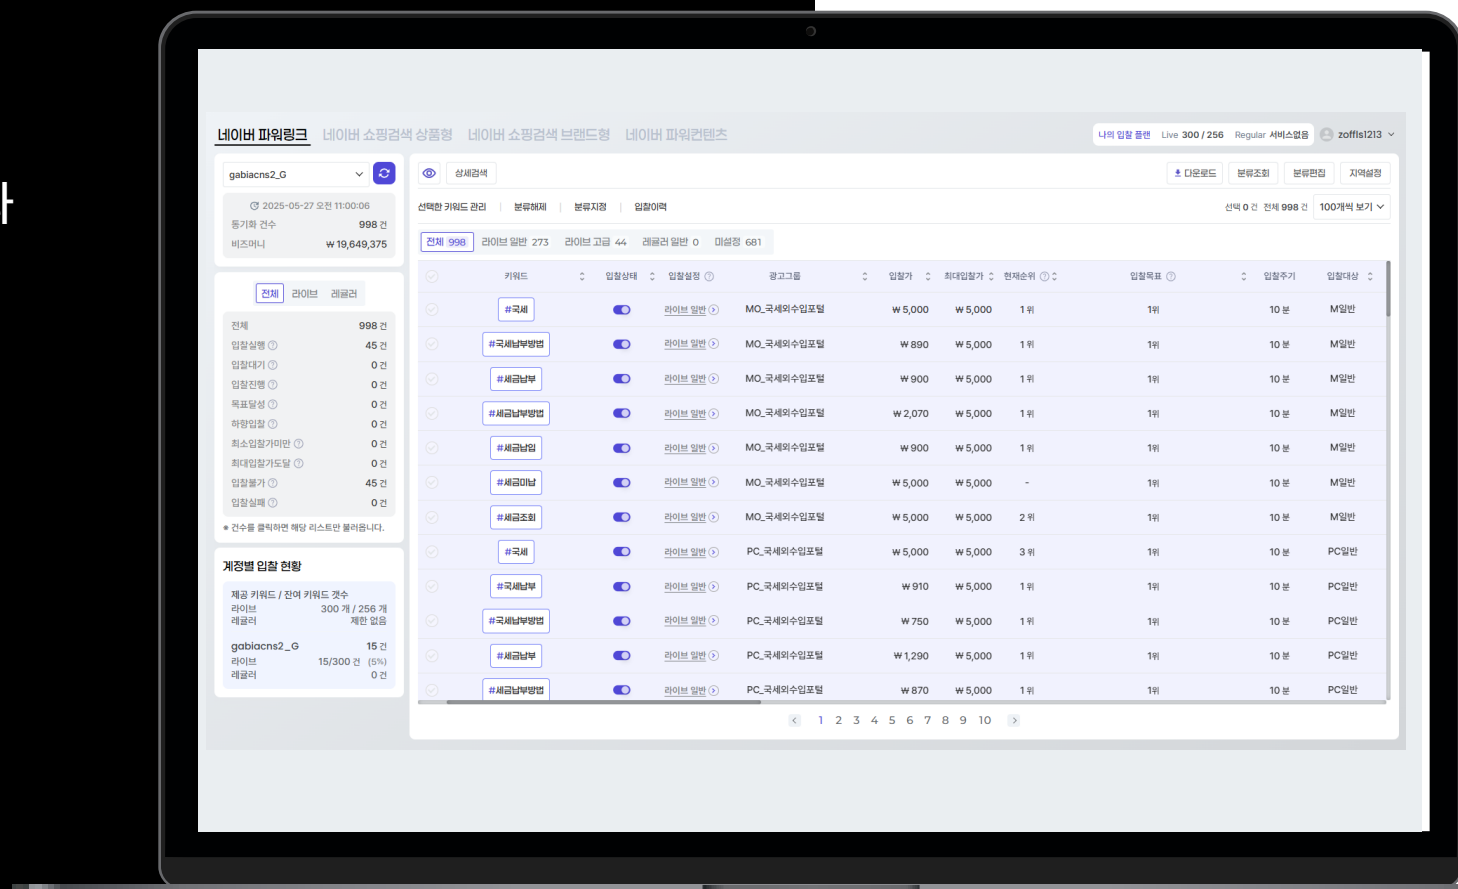 네이버 파워링크 네이버 쇼핑검색 상품형 네이버 쇼핑검색 브랜드형 네이버 파워컨텐츠
나의 입찰 플랜 Live 300 / 256 Regular 서비스없음 zoffls1213
gabiacns2_G
2025-05-27 오전 11:00:06
동기화 건수 998 건
비즈머니 ₩ 19,649,375
전체 라이브 레귤러
전체 998 건
입찰실행 45 건
입찰대기 0 건
입찰진행 0 건
목표달성 0 건
하향입찰 0 건
최소입찰가미만 0 건
최대입찰가도달 0 건
입찰불가 45 건
입찰실패 0 건
※ 건수를 클릭하면 해당 리스트만 불러옵니다.
계정별 입찰 현황
제공 키워드 / 잔여 키워드 갯수
라이브 300 개 / 256 개
레귤러 제한 없음
gabiacns2_G 15 건
라이브 15/300 건 (5%)
레귤러 0 건
상세검색
다운로드 분류조회 분류편집 지역설정
선택한 키워드 관리 분류해제 분류지정 입찰이력
선택 0 건 전체 998 건 100개씩 보기
전체 998 라이브 일반 273 라이브 고급 44 레귤러 일반 0 미설정 681
키워드 입찰상태 입찰설정 광고그룹 입찰가 최대입찰가 현재순위 입찰목표 입찰주기 입찰대상
#국세 라이브 일반 MO_국세외수입포털 ₩ 5,000 ₩ 5,000 1 위 1위 10 분 M일반
#국세납부방법 라이브 일반 MO_국세외수입포털 ₩ 890 ₩ 5,000 1 위 1위 10 분 M일반
#세금납부 라이브 일반 MO_국세외수입포털 ₩ 900 ₩ 5,000 1 위 1위 10 분 M일반
#세금납부방법 라이브 일반 MO_국세외수입포털 ₩ 2,070 ₩ 5,000 1 위 1위 10 분 M일반
#세금납입 라이브 일반 MO_국세외수입포털 ₩ 900 ₩ 5,000 1 위 1위 10 분 M일반
#세금미납 라이브 일반 MO_국세외수입포털 ₩ 5,000 ₩ 5,000 - 1위 10 분 M일반
#세금조회 라이브 일반 MO_국세외수입포털 ₩ 5,000 ₩ 5,000 2 위 1위 10 분 M일반
#국세 라이브 일반 PC_국세외수입포털 ₩ 5,000 ₩ 5,000 3 위 1위 10 분 PC일반
#국세납부 라이브 일반 PC_국세외수입포털 ₩ 910 ₩ 5,000 1 위 1위 10 분 PC일반
#국세납부방법 라이브 일반 PC_국세외수입포털 ₩ 750 ₩ 5,000 1 위 1위 10 분 PC일반
#세금납부 라이브 일반 PC_국세외수입포털 ₩ 1,290 ₩ 5,000 1 위 1위 10 분 PC일반
#세금납부방법 라이브 일반 PC_국세외수입포털 ₩ 870 ₩ 5,000 1 위 1위 10 분 PC일반
1 2 3 4 5 6 7 8 9 10